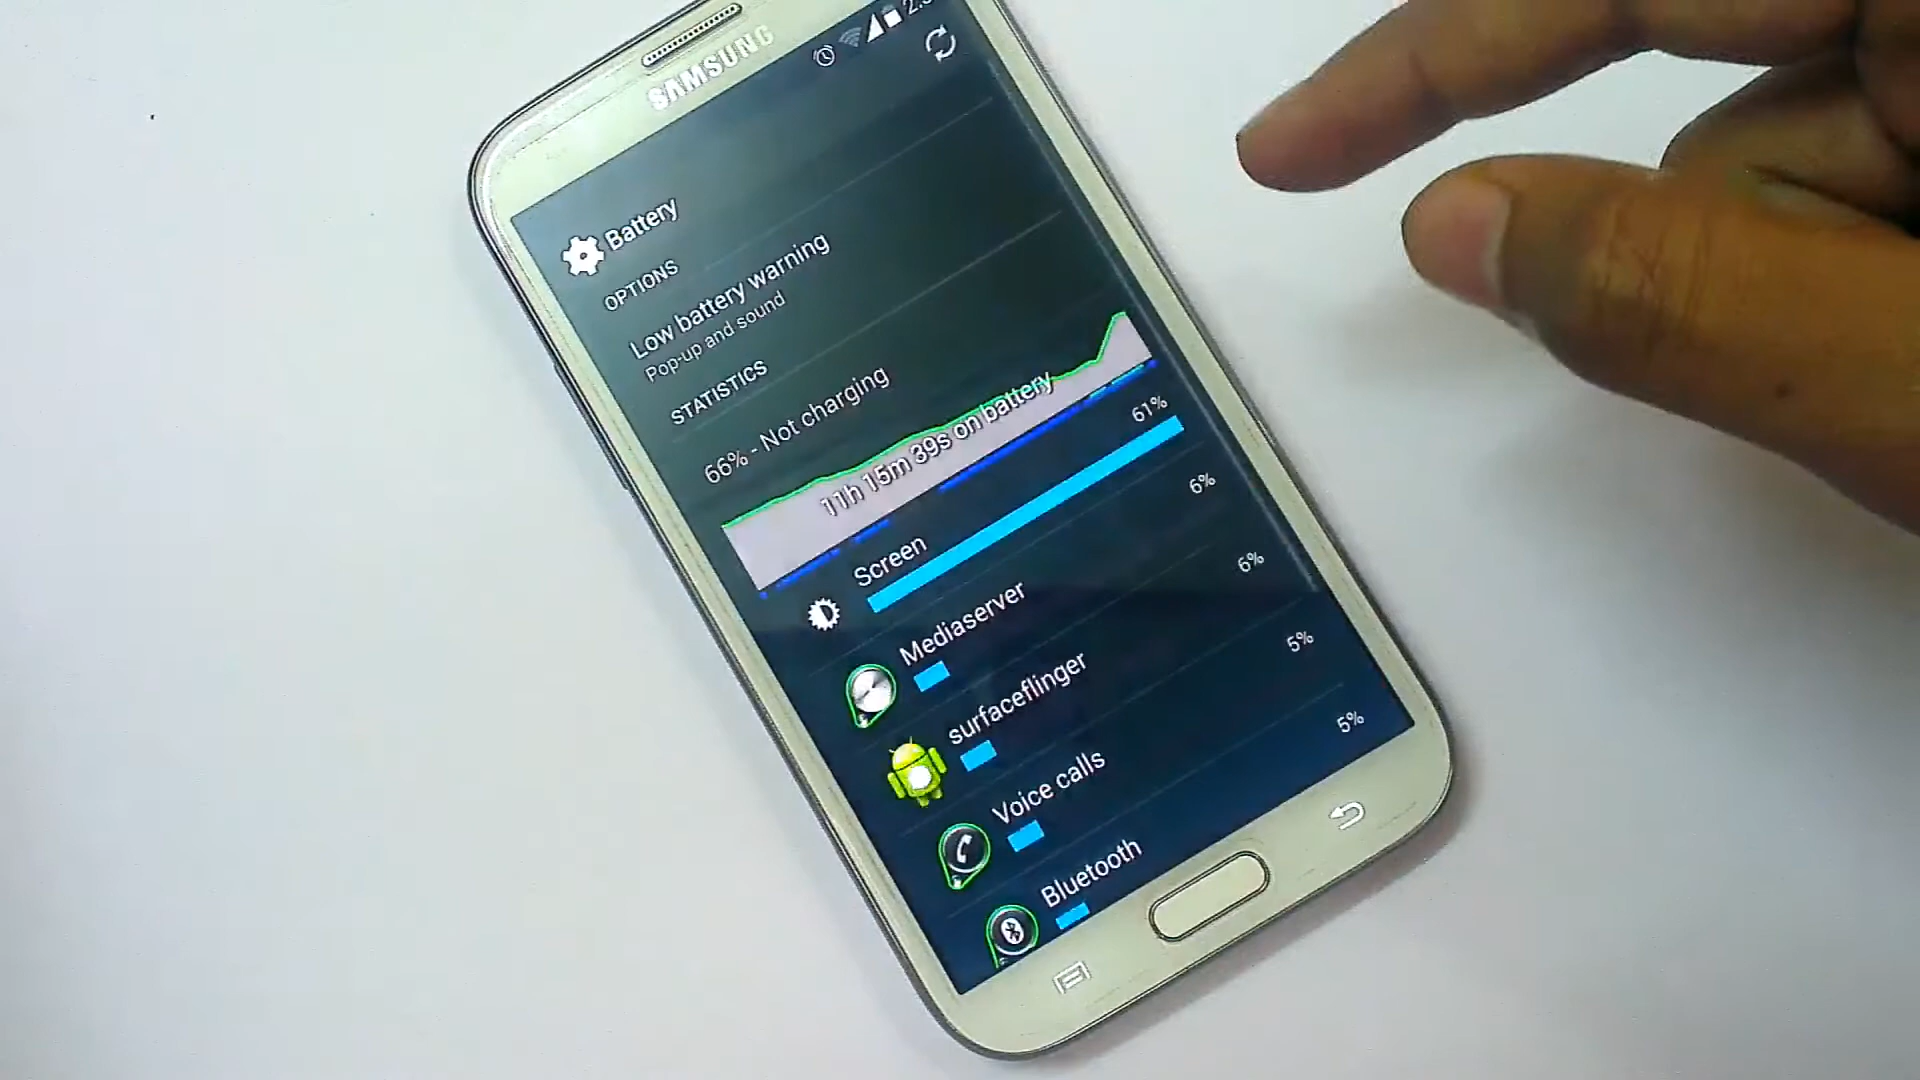 SAMSUNG
Battery
OPTIONS
Low battery warning
Pop-up and sound
STATISTICS
66% - Not charging
11h 15m 39s on battery
Screen 61%
Mediaserver 6%
surfaceflinger 6%
Voice calls 5%
Bluetooth 5%